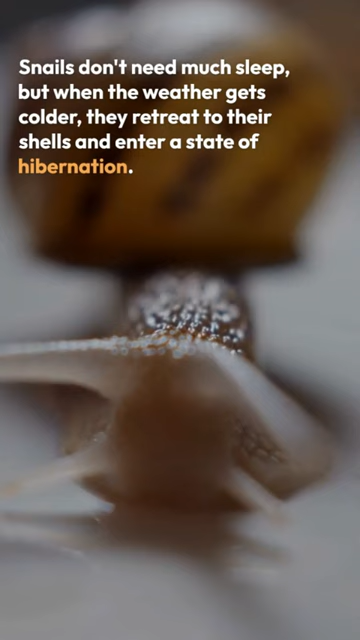 Snails don't need much sleep,
but when the weather gets
colder, they retreat to their
shells and enter a state of
hibernation.